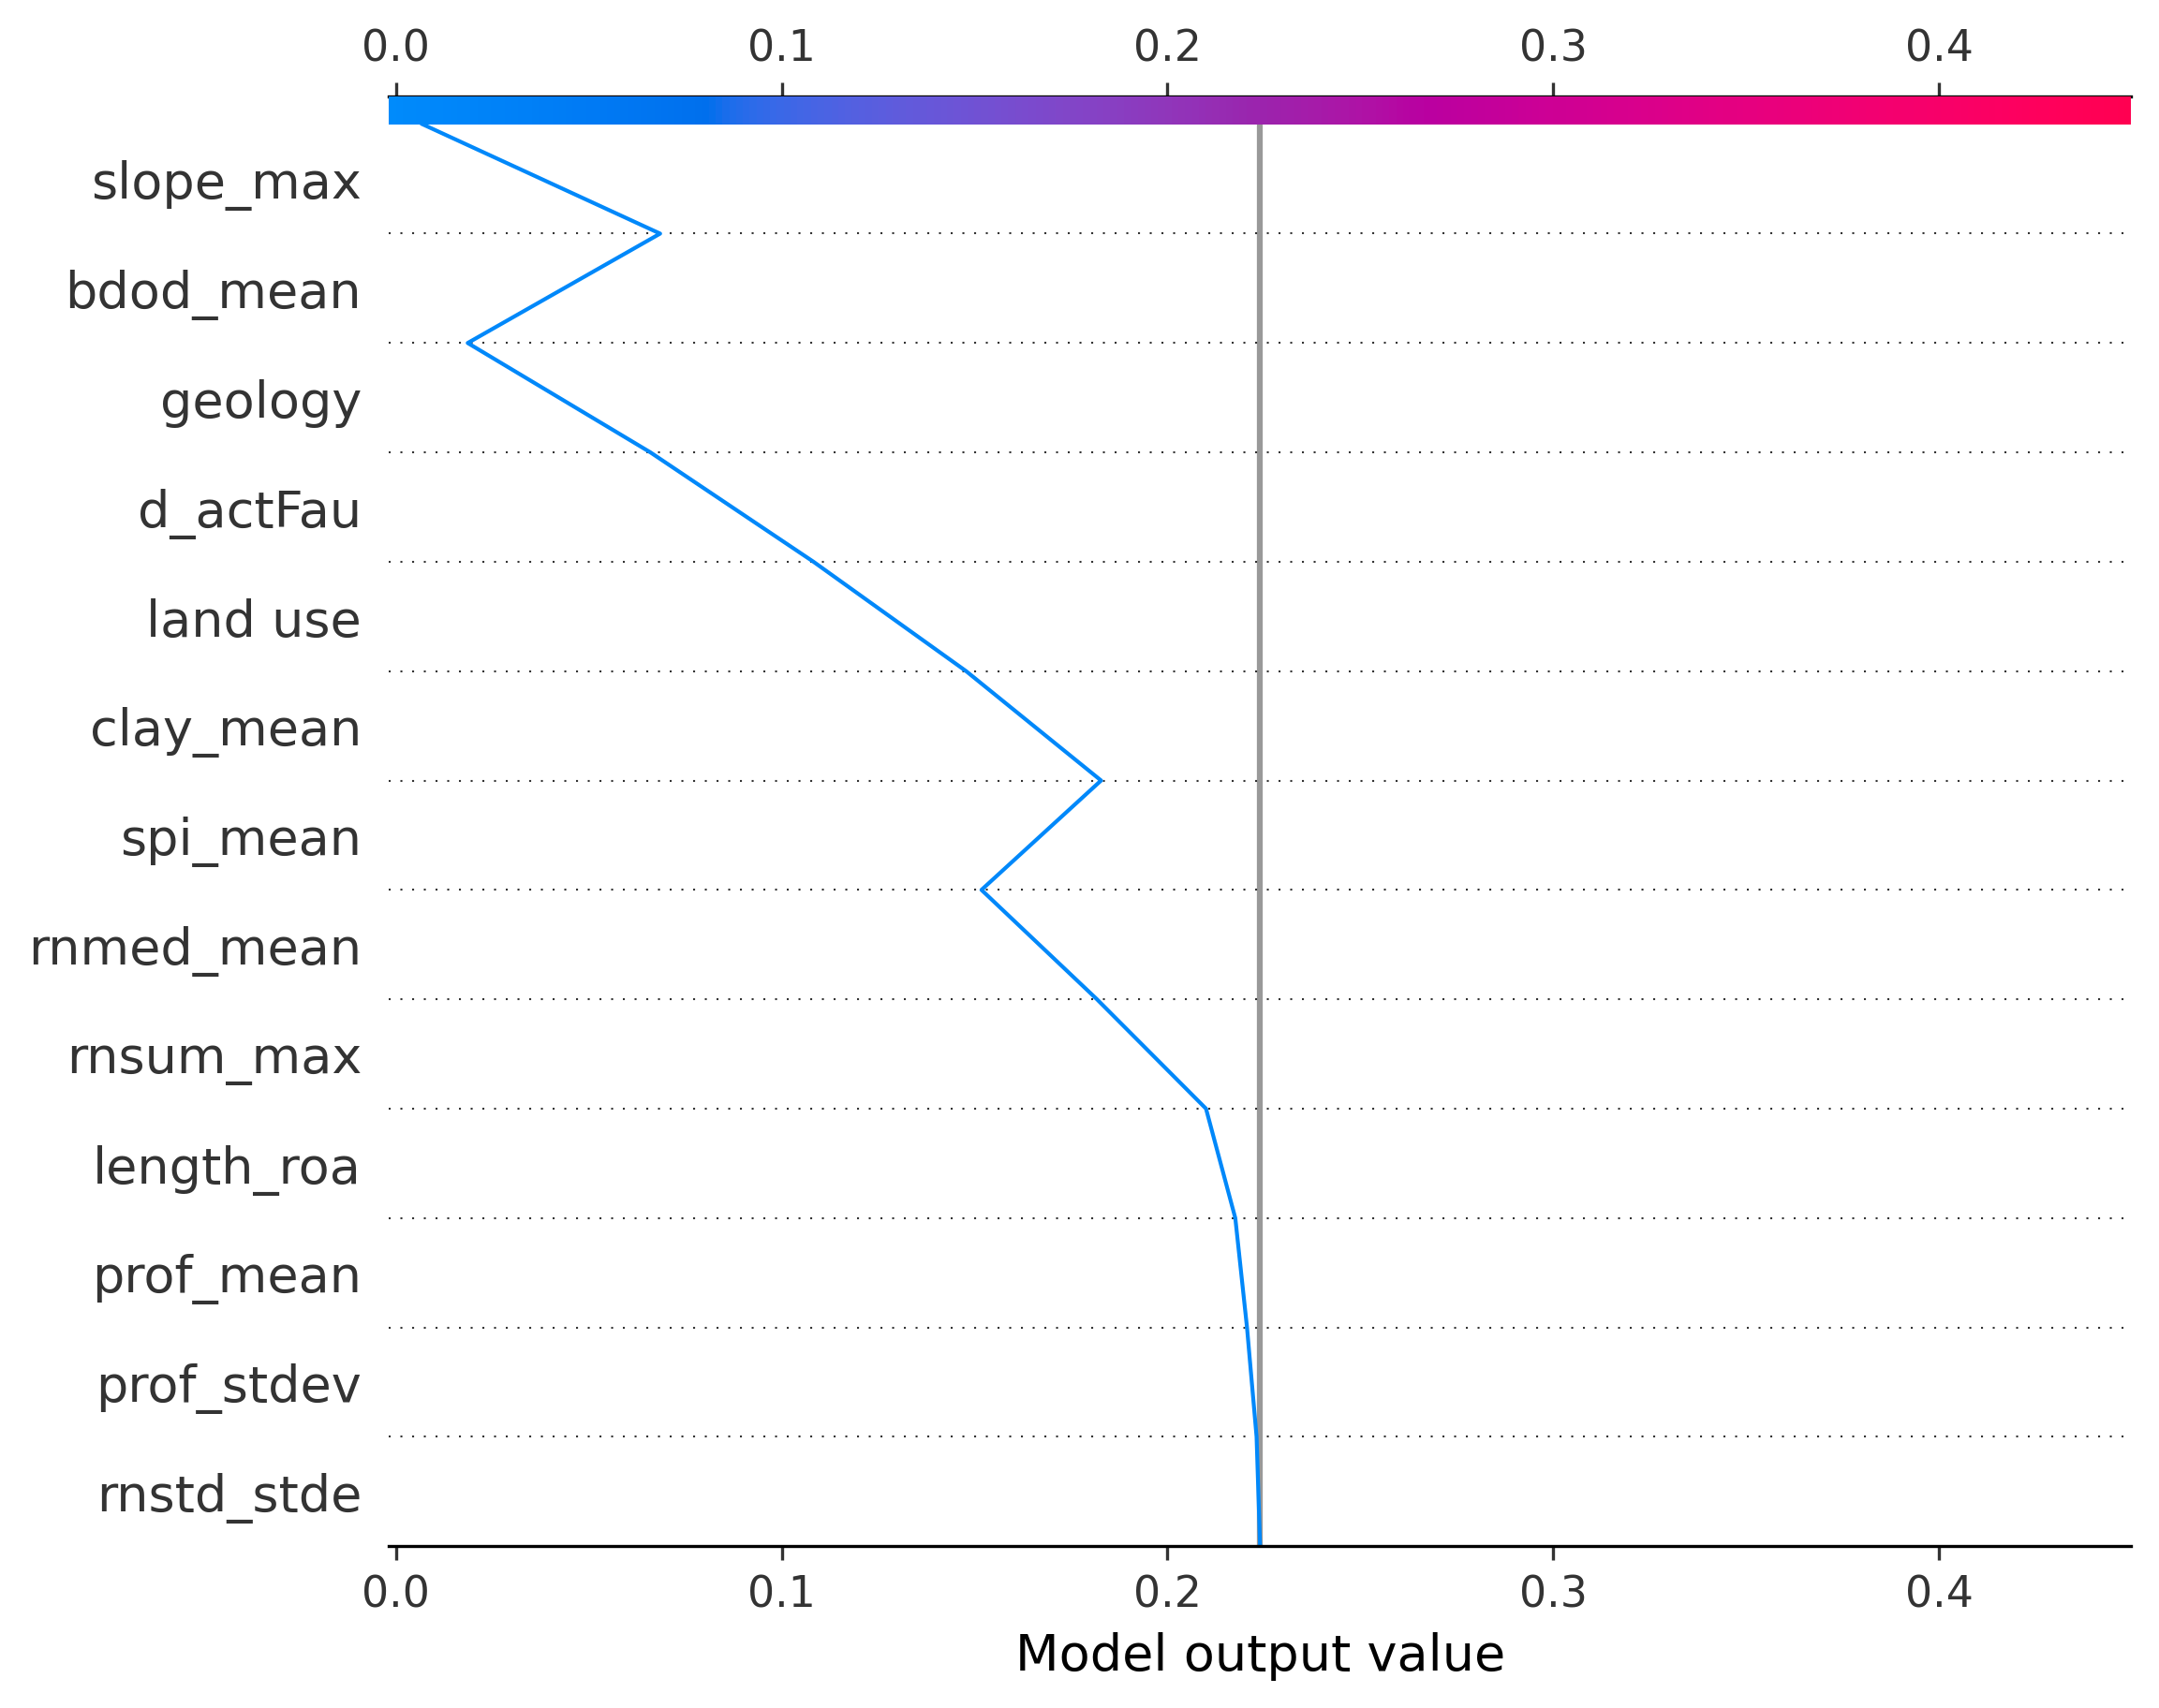 0.0 0.1 0.2 0.3 0.4
slope_max
bdod_mean
geology
d_actFau
land use
clay_mean
spi_mean
rnmed_mean
rnsum_max
length_roa
prof_mean
prof_stdev
rnstd_stde
0.0 0.1 0.2 0.3 0.4
Model output value